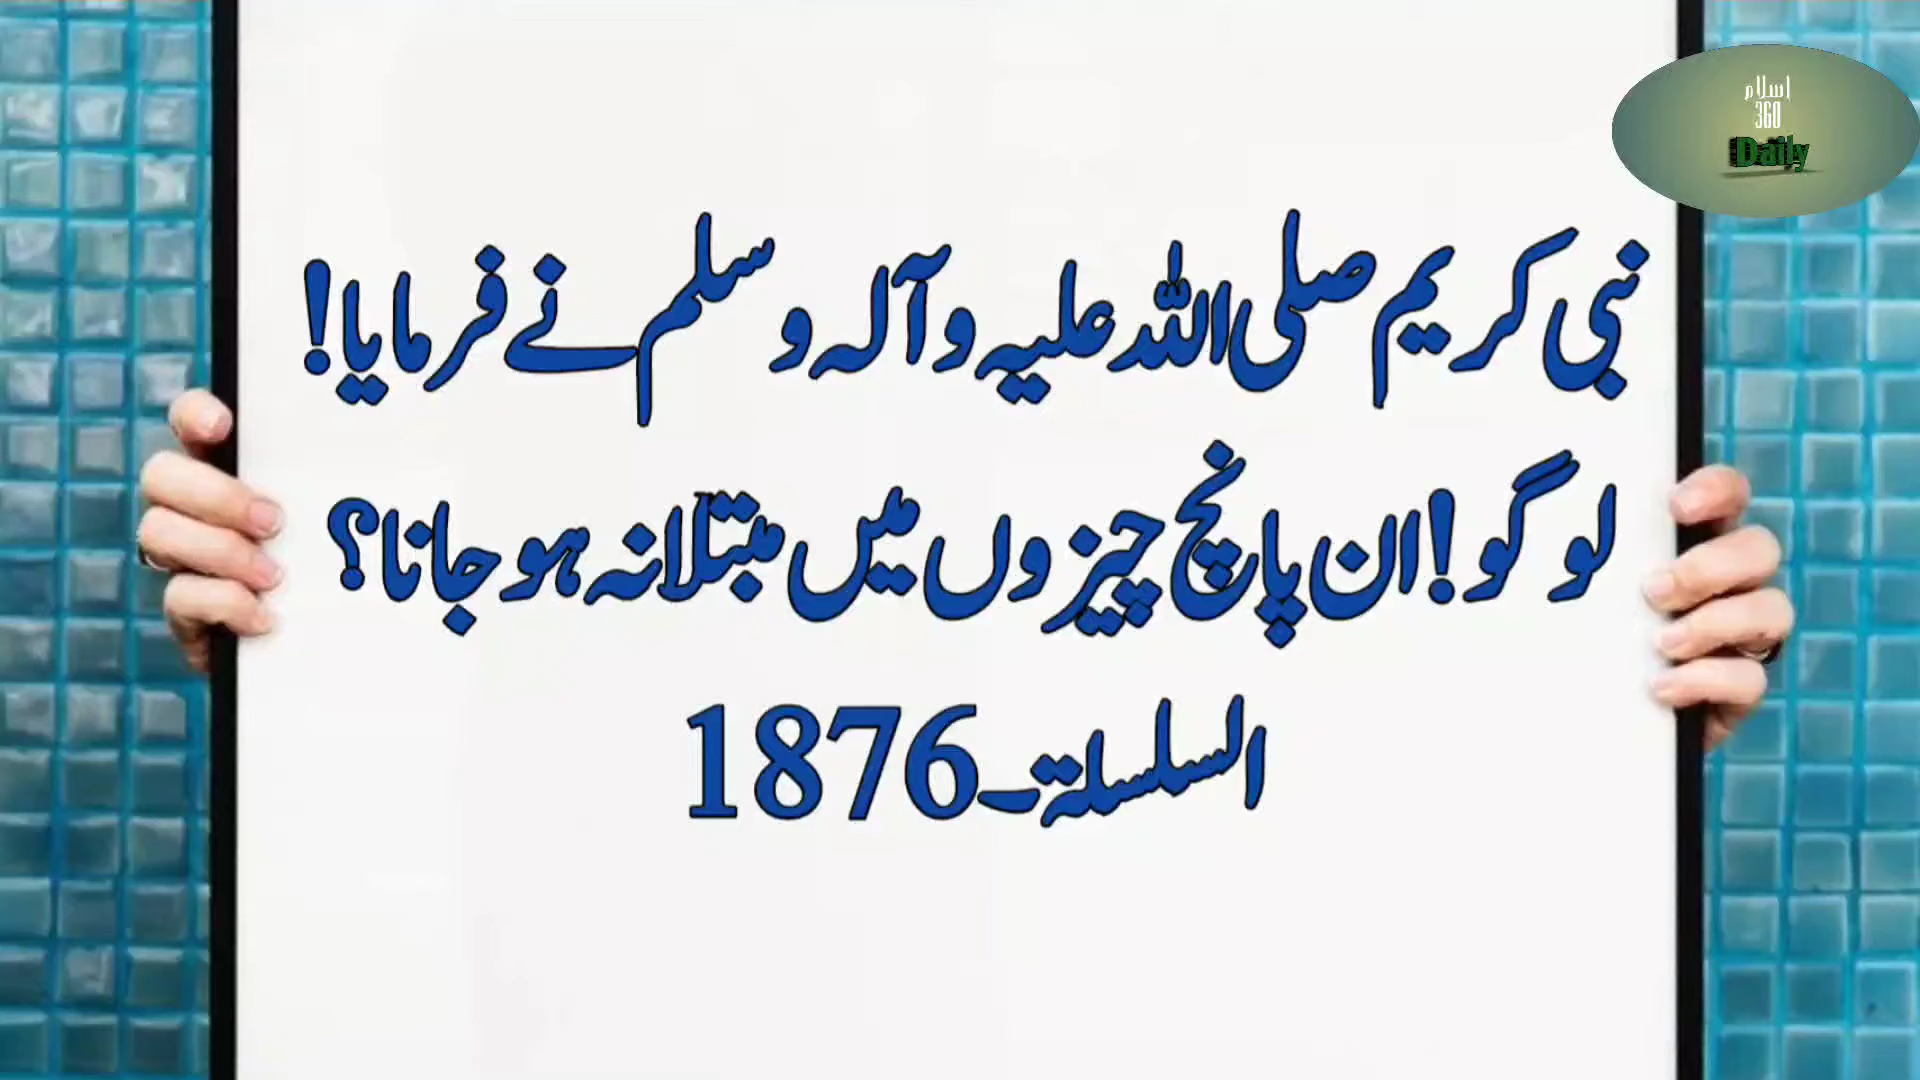 اسلام
360
Daily
نبی کریم صلی اللہ علیہ وآلہ وسلم نے فرمایا!
لوگو! ان پانچ چیزوں میں مبتلا نہ ہو جانا؟
السلسلۃ۔1876